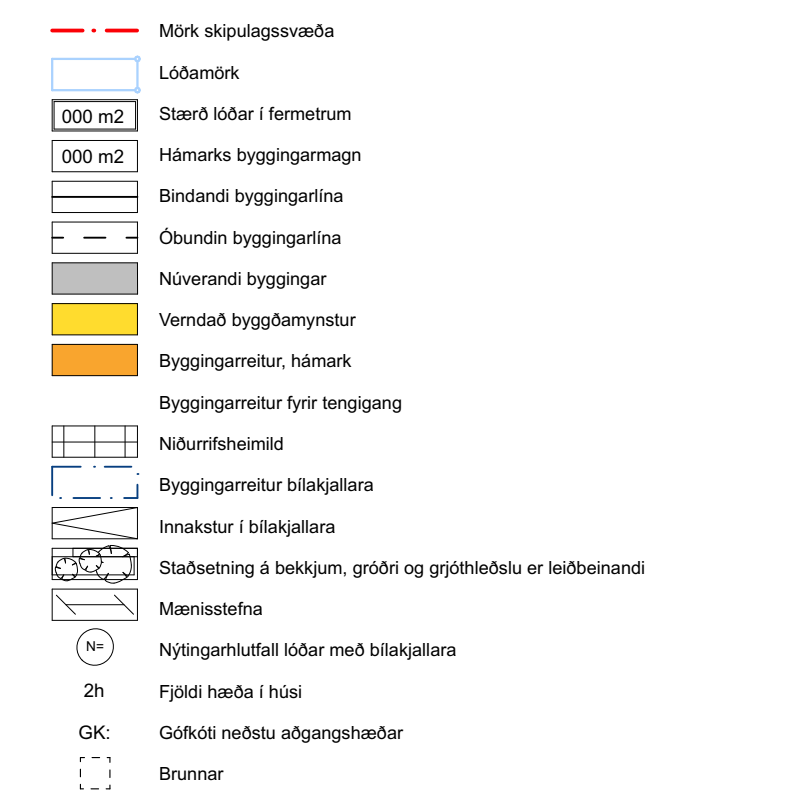 Mörk skipulagssvæða
Lóðamörk
000 m2 Stærð lóðar í fermetrum
000 m2 Hámarks byggingarmagn
Bindandi byggingarlína
Óbundin byggingarlína
Núverandi byggingar
Verndað byggðamynstur
Byggingarreitur, hámark
Byggingarreitur fyrir tengigang
Niðurrifsheimild
Byggingarreitur bílakjallara
Innakstur í bílakjallara
Staðsetning á bekkjum, gróðri og grjóthleðslu er leiðbeinandi
Mænisstefna
N= Nýtingarhlutfall lóðar með bílakjallara
2h Fjöldi hæða í húsi
GK: Gófkóti neðstu aðgangshæðar
Brunnar